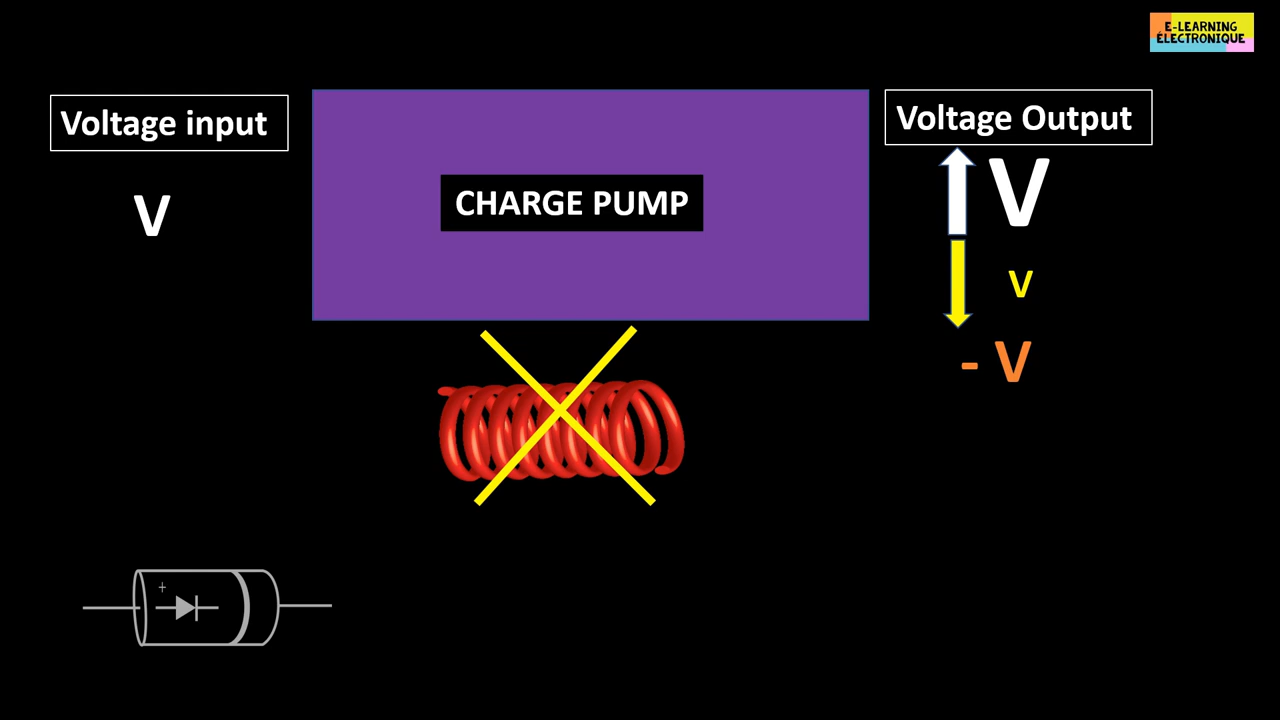 E-LEARNING
ÉLECTRONIQUE
Voltage input
Voltage Output
CHARGE PUMP
V
V
V
- V
+